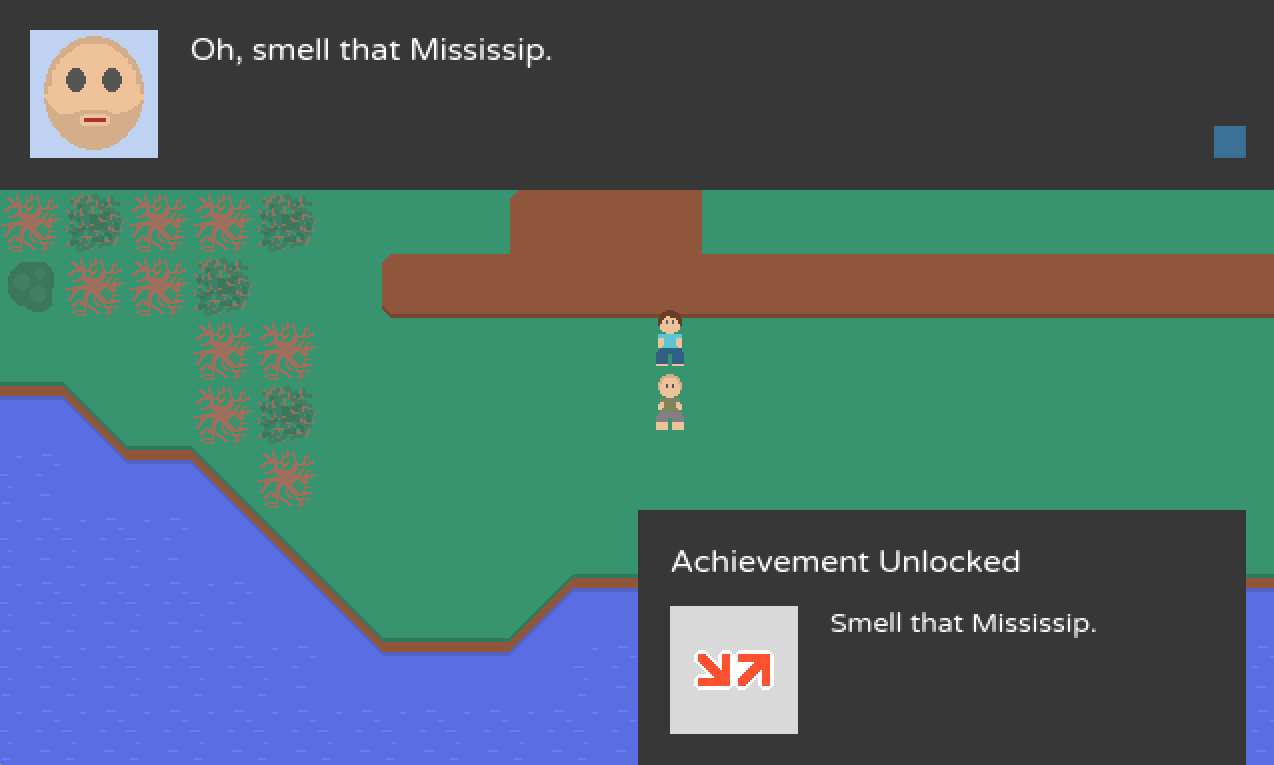 Oh, smell that Mississip.
Achievement Unlocked
Smell that Mississip.